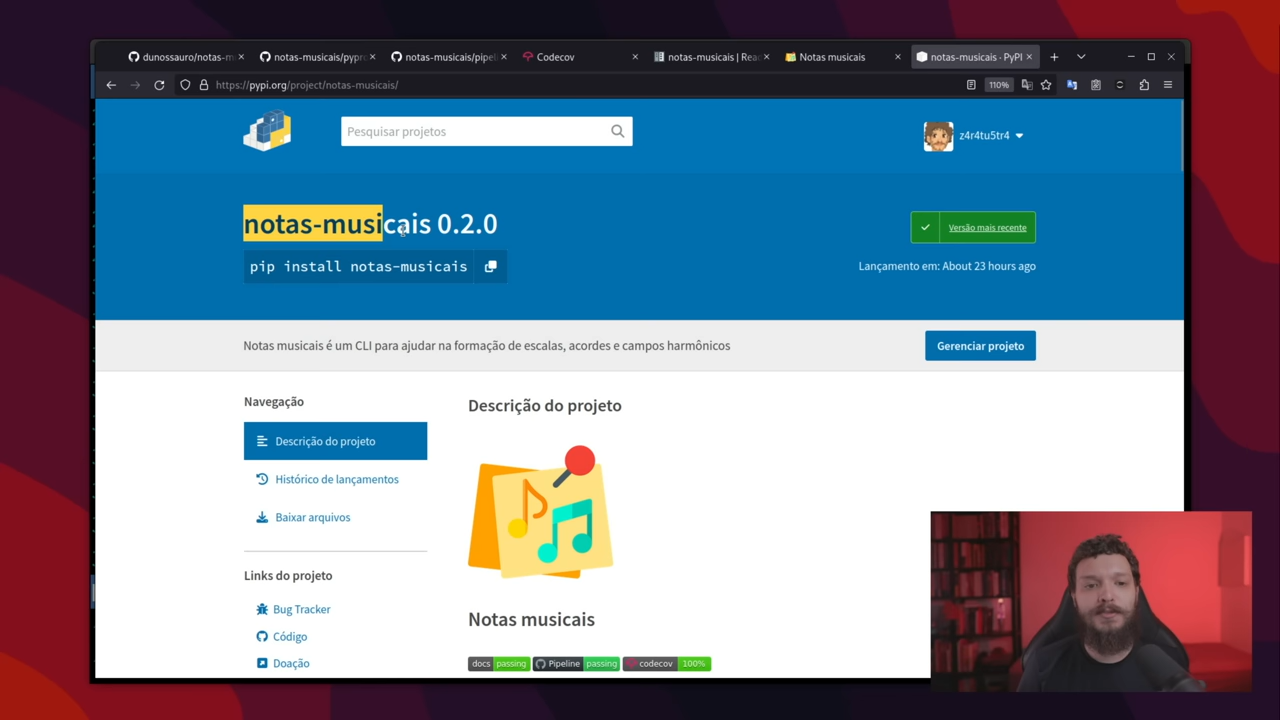 dunossauro/notas-m
notas-musicais/pypro
notas-musicais/pipel
Codecov
notas-musicais | Rea
Notas musicais
notas-musicais · PyPI
https://pypi.org/project/notas-musicais/
110%
Pesquisar projetos
z4r4tu5tr4
notas-musicais 0.2.0
Versão mais recente
pip install notas-musicais
Lançamento em: About 23 hours ago
Notas musicais é um CLI para ajudar na formação de escalas, acordes e campos harmônicos
Gerenciar projeto
Navegação
Descrição do projeto
Histórico de lançamentos
Baixar arquivos
Links do projeto
Bug Tracker
Código
Doação
Descrição do projeto
Notas musicais
docs passing Pipeline passing codecov 100%